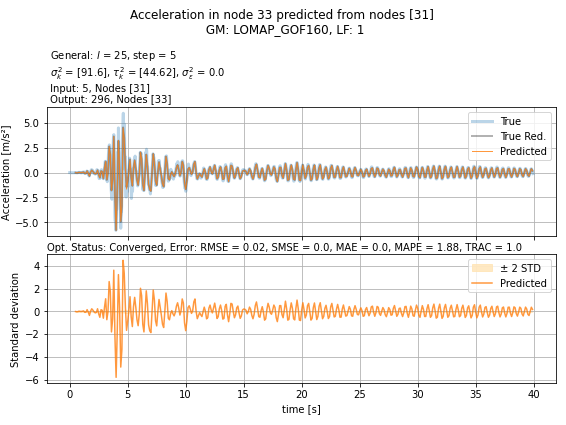 Acceleration in node 33 predicted from nodes [31]
GM: LOMAP_GOF160, LF: 1
General: l = 25, step = 5
σ²ₖ = [91.6], τ²ₖ = [44.62], σ²ε = 0.0
Input: 5, Nodes [31]
Output: 296, Nodes [33]
Acceleration [m/s²]
5.0
2.5
0.0
−2.5
−5.0
True
True Red.
Predicted
Opt. Status: Converged, Error: RMSE = 0.02, SMSE = 0.0, MAE = 0.0, MAPE = 1.88, TRAC = 1.0
Standard deviation
4
2
0
−2
−4
−6
± 2 STD
Predicted
0 5 10 15 20 25 30 35 40
time [s]